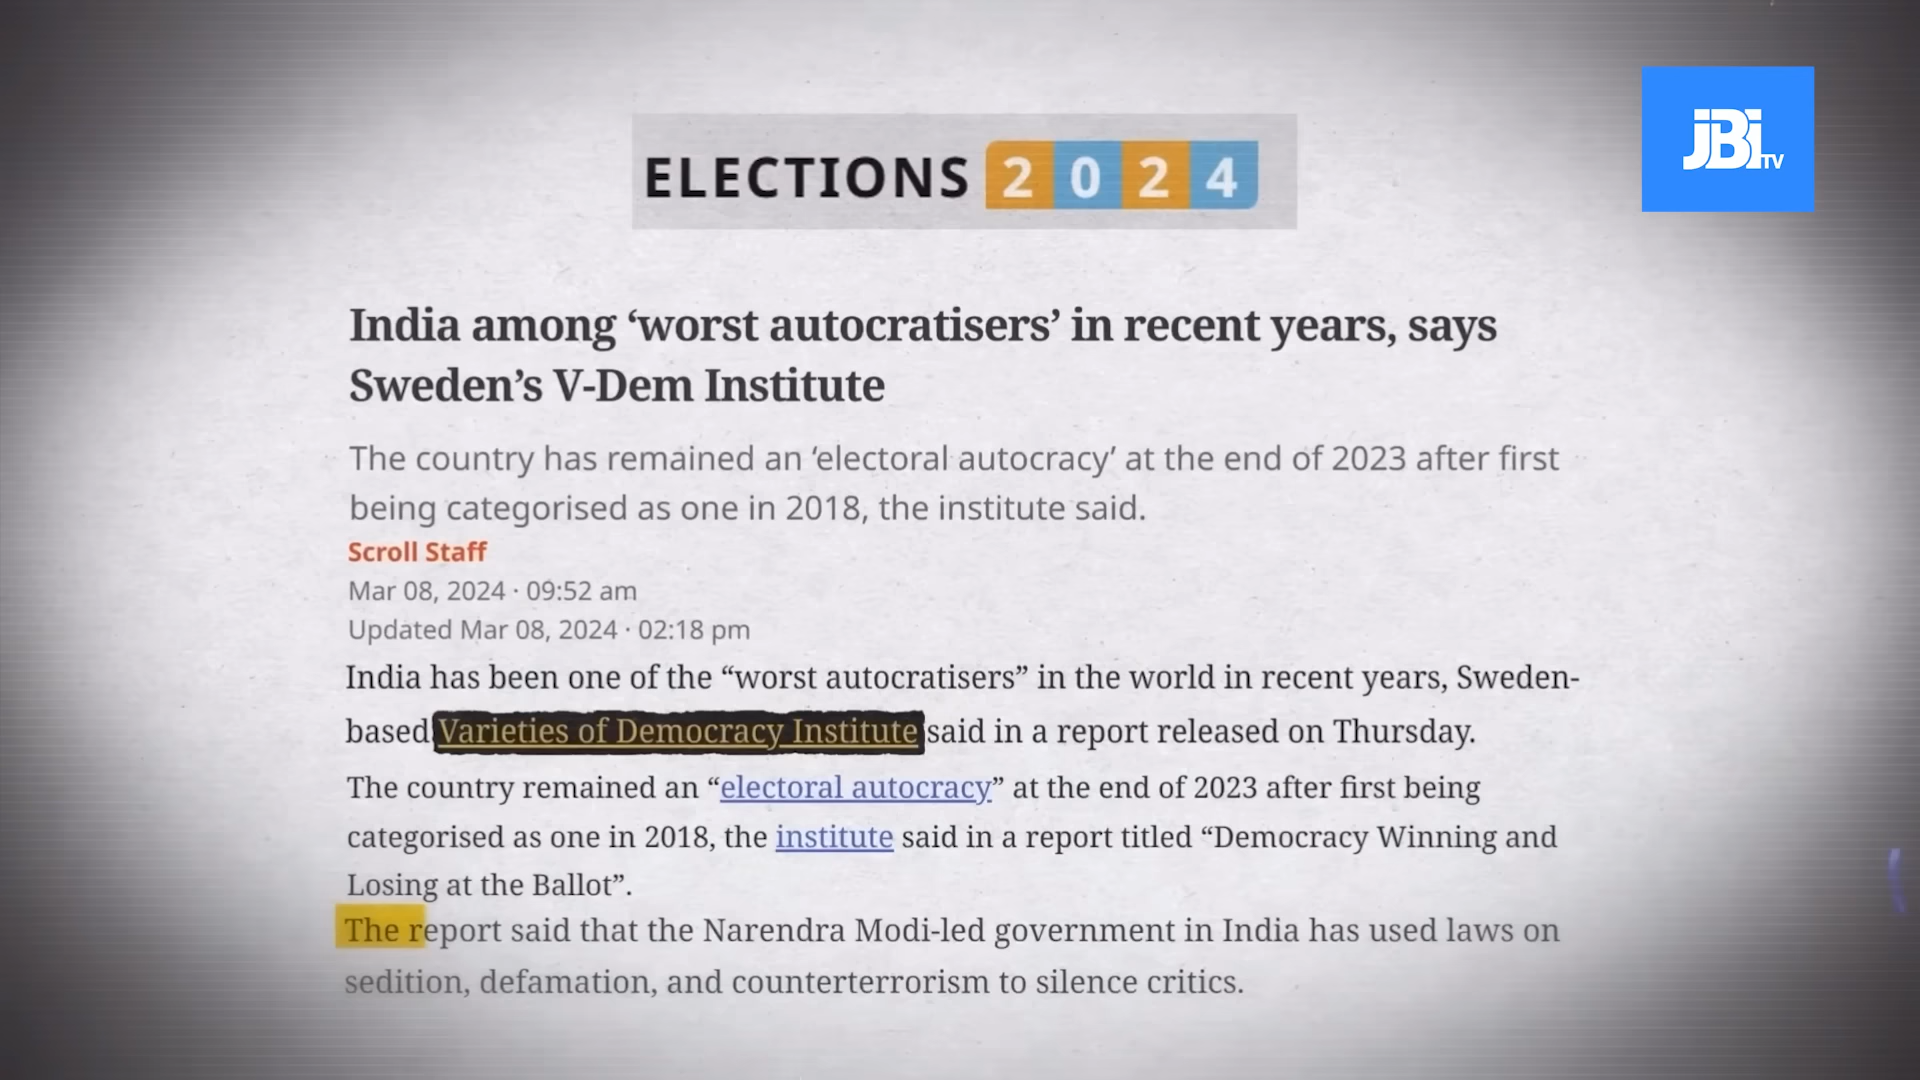 JBi TV
ELECTIONS 2024
India among ‘worst autocratisers’ in recent years, says
Sweden’s V-Dem Institute
The country has remained an ‘electoral autocracy’ at the end of 2023 after first
being categorised as one in 2018, the institute said.
Scroll Staff
Mar 08, 2024 · 09:52 am
Updated Mar 08, 2024 · 02:18 pm
India has been one of the “worst autocratisers” in the world in recent years, Sweden-
based Varieties of Democracy Institute said in a report released on Thursday.
The country remained an “electoral autocracy” at the end of 2023 after first being
categorised as one in 2018, the institute said in a report titled “Democracy Winning and
Losing at the Ballot”.
The report said that the Narendra Modi-led government in India has used laws on
sedition, defamation, and counterterrorism to silence critics.